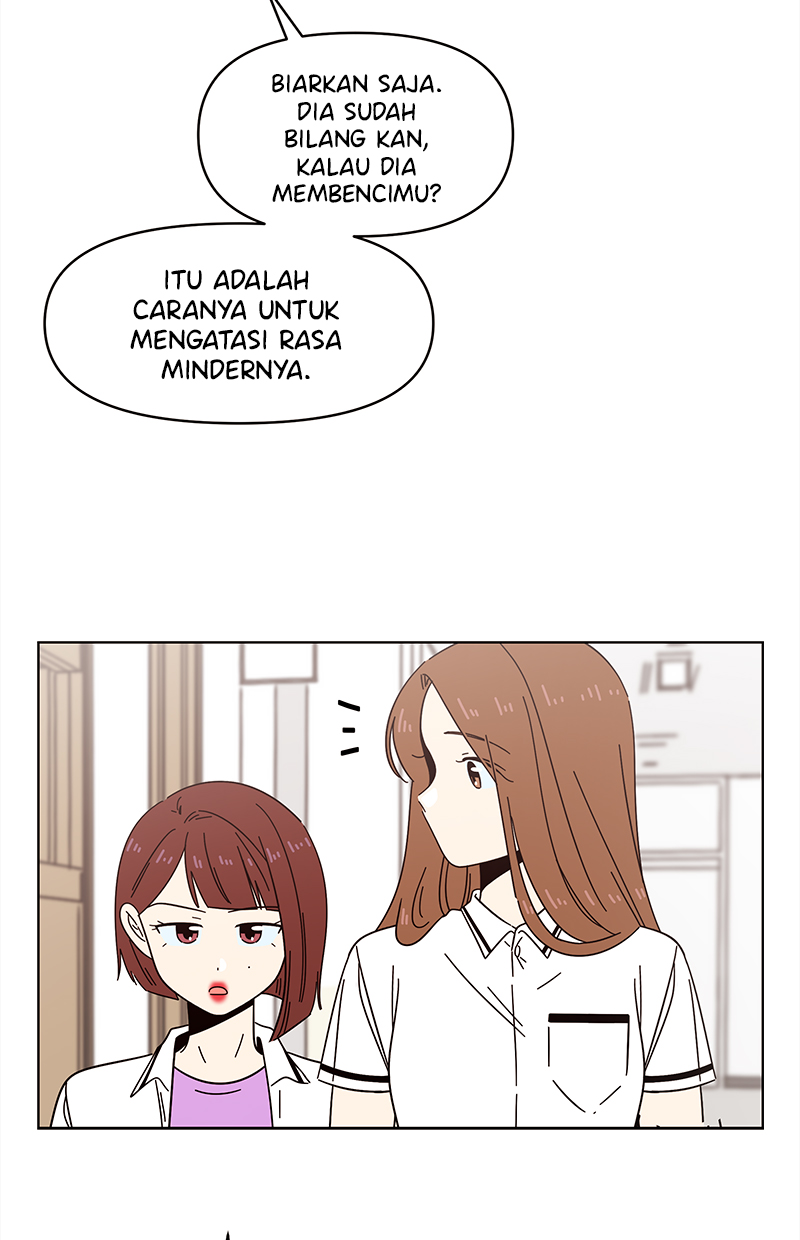 BIARKAN SAJA.
DIA SUDAH
BILANG KAN,
KALAU DIA
MEMBENCIMU?
ITU ADALAH
CARANYA UNTUK
MENGATASI RASA
MINDERNYA.